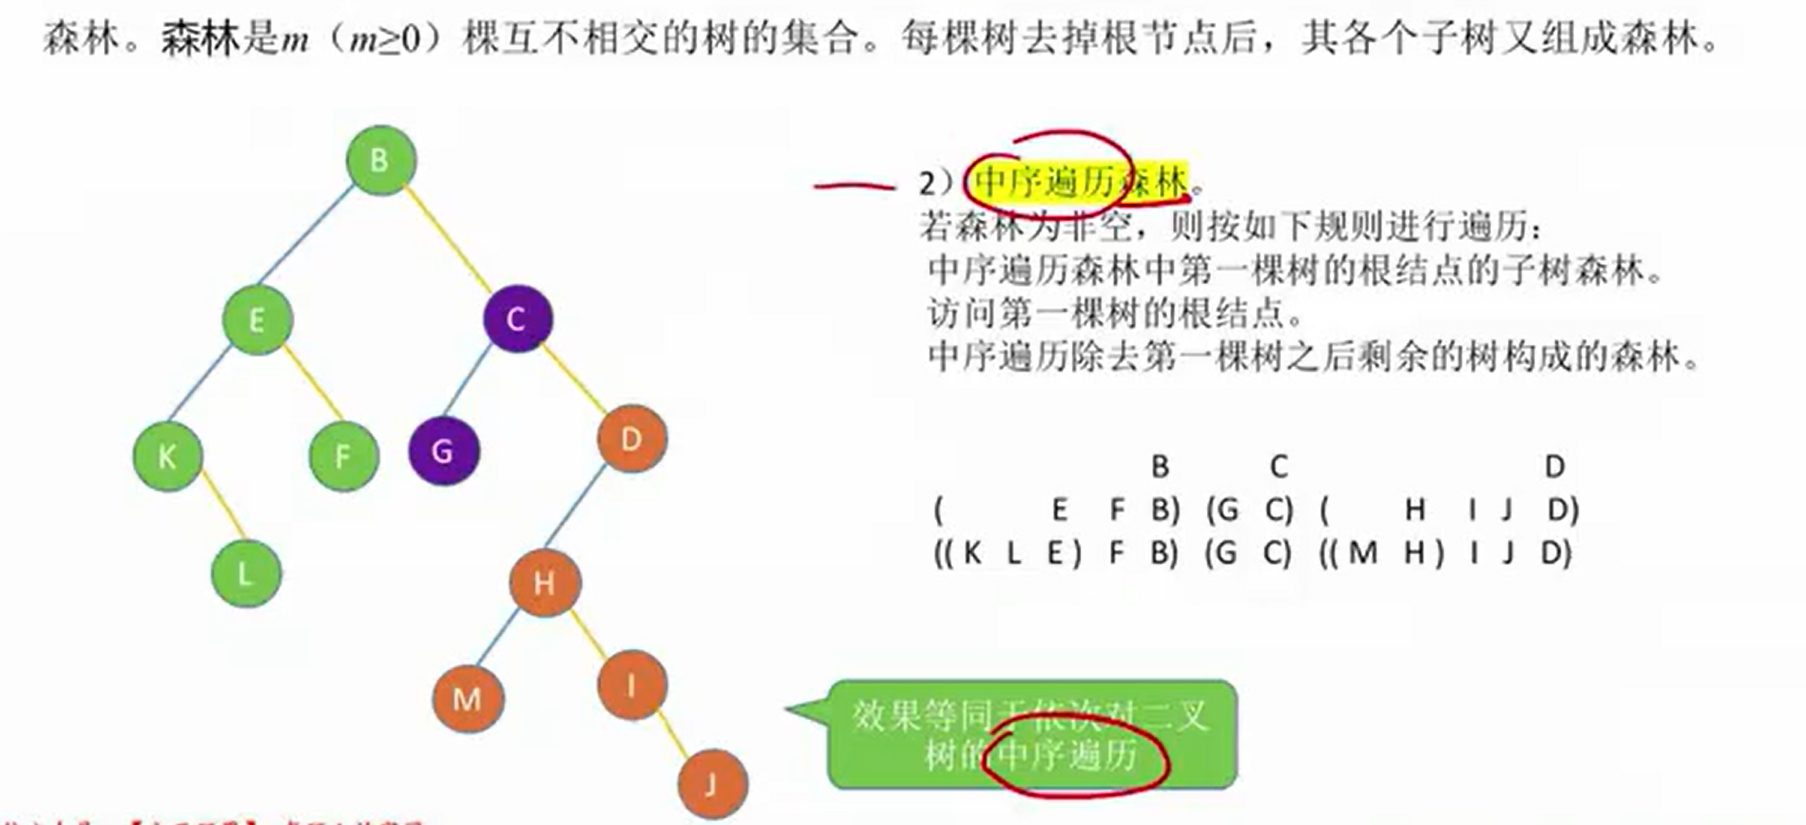 森林。森林是m（m≥0）棵互不相交的树的集合。每棵树去掉根节点后，其各个子树又组成森林。
B
E
C
K
F
G
D
L
H
M
I
J
2）中序遍历森林。
若森林为非空，则按如下规则进行遍历：
中序遍历森林中第一棵树的根结点的子树森林。
访问第一棵树的根结点。
中序遍历除去第一棵树之后剩余的树构成的森林。
B C D
( E F B) (G C) ( H I J D)
((K L E) F B) (G C) ((M H) I J D)
效果等同于依次对二叉
树的中序遍历